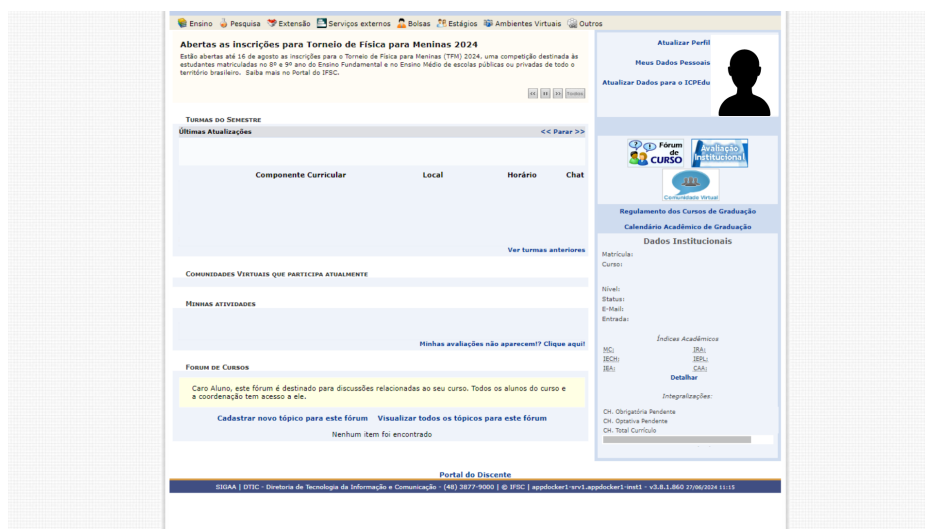 Ensino Pesquisa Extensão Serviços externos Bolsas Estágios Ambientes Virtuais Outros
Abertas as inscrições para Torneio de Física para Meninas 2024
Estão abertas até 16 de agosto as inscrições para o Torneio de Física para Meninas (TFM) 2024, uma competição destinada às
estudantes matriculadas no 8º e 9º ano do Ensino Fundamental e no Ensino Médio de escolas públicas ou privadas de todo o
território brasileiro. Saiba mais no Portal do IFSC.
Turmas do Semestre
Últimas Atualizações << Parar >>
Componente Curricular Local Horário Chat
Ver turmas anteriores
Comunidades Virtuais que participa atualmente
Minhas atividades
Minhas avaliações não aparecem!? Clique aqui!
Forum de Cursos
Caro Aluno, este fórum é destinado para discussões relacionadas ao seu curso. Todos os alunos do curso e
a coordenação tem acesso a ele.
Cadastrar novo tópico para este fórum Visualizar todos os tópicos para este fórum
Nenhum item foi encontrado
Atualizar Perfil
Meus Dados Pessoais
Atualizar Dados para o ICPEdu
Fórum
de
CURSO
Avaliação
Institucional
Comunidade Virtual
Regulamento dos Cursos de Graduação
Calendário Acadêmico de Graduação
Dados Institucionais
Matrícula:
Curso:
Nível:
Status:
E-Mail:
Entrada:
Índices Acadêmicos
MC: IRA:
IECH: IEPL:
IEA: CAA:
Detalhar
Integralizações:
CH. Obrigatória Pendente
CH. Optativa Pendente
CH. Total Currículo
Portal do Discente
SIGAA | DTIC - Diretoria de Tecnologia da Informação e Comunicação - (48) 3877-9000 | © IFSC | appdocker1-srv1.appdocker1-inst1 - v3.8.1.860 27/06/2024 11:15